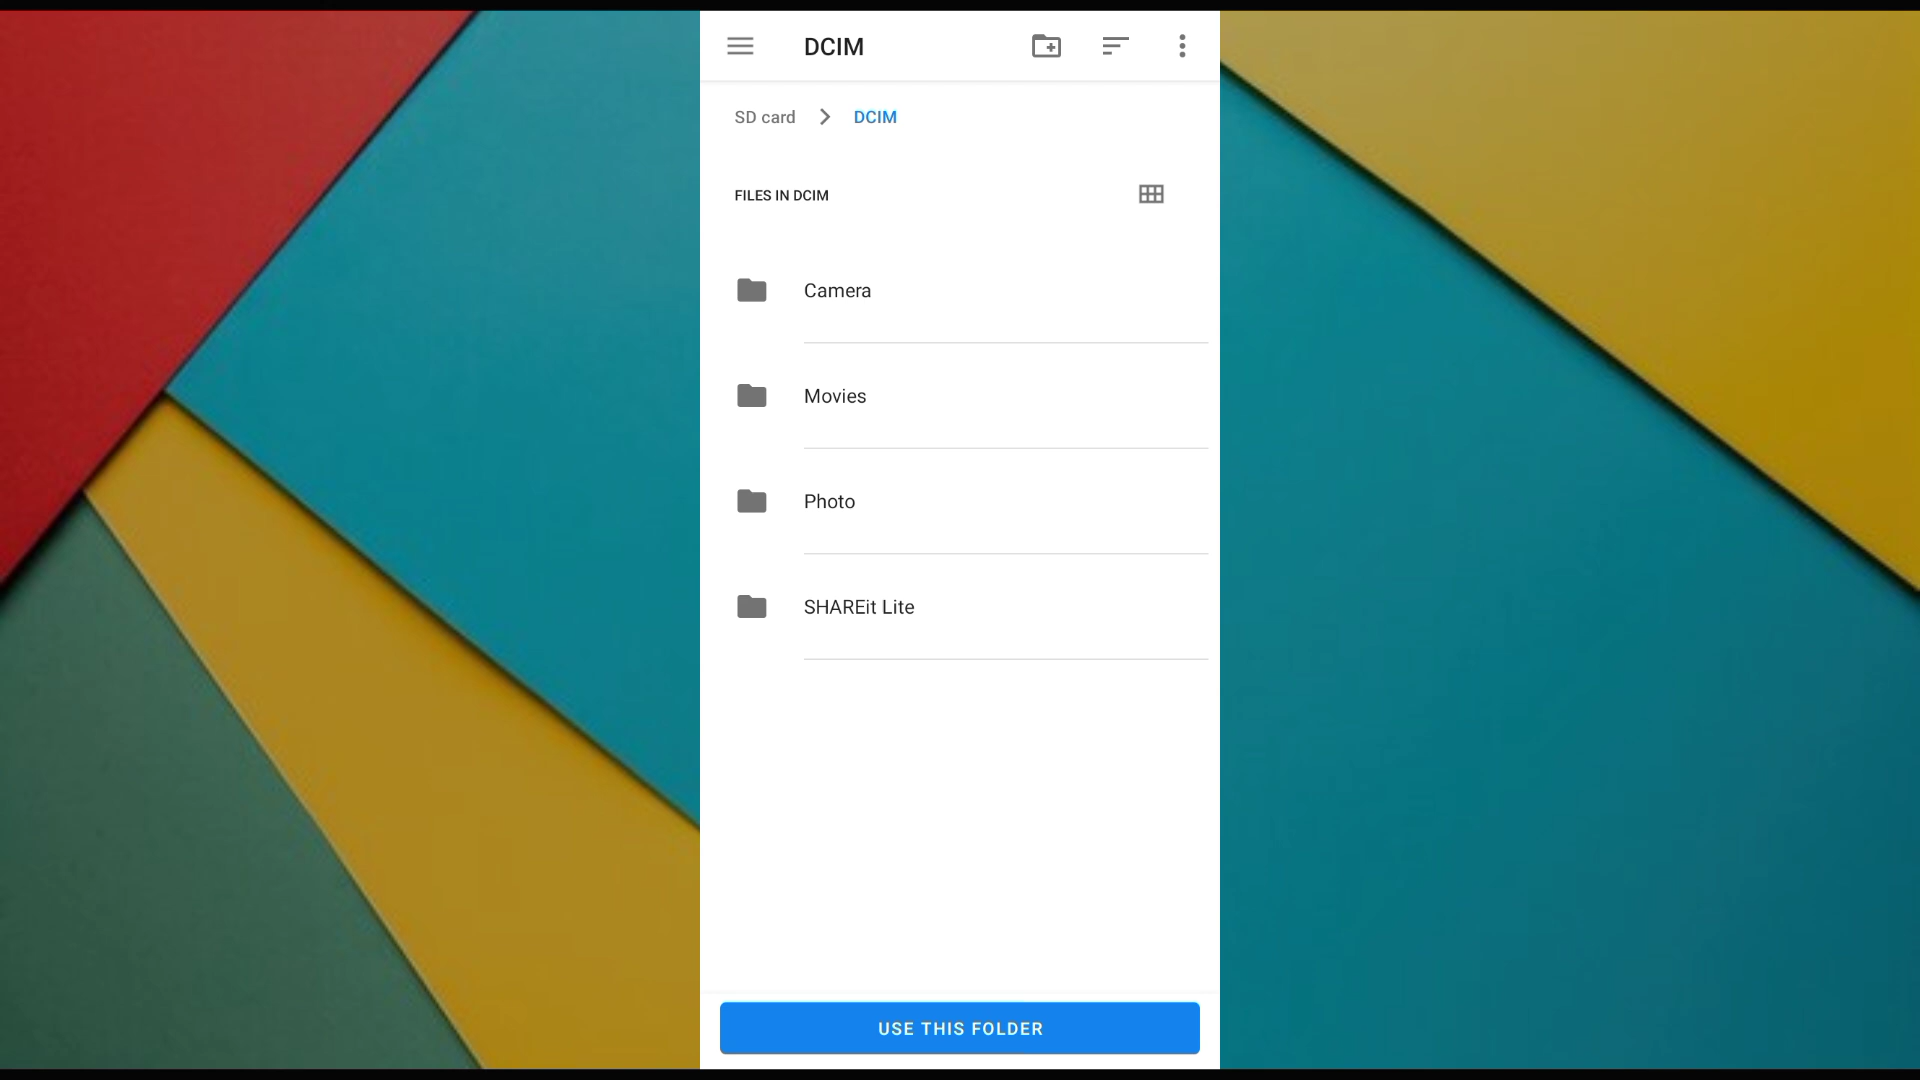 DCIM
SD card > DCIM
FILES IN DCIM
Camera
Movies
Photo
SHAREit Lite
USE THIS FOLDER